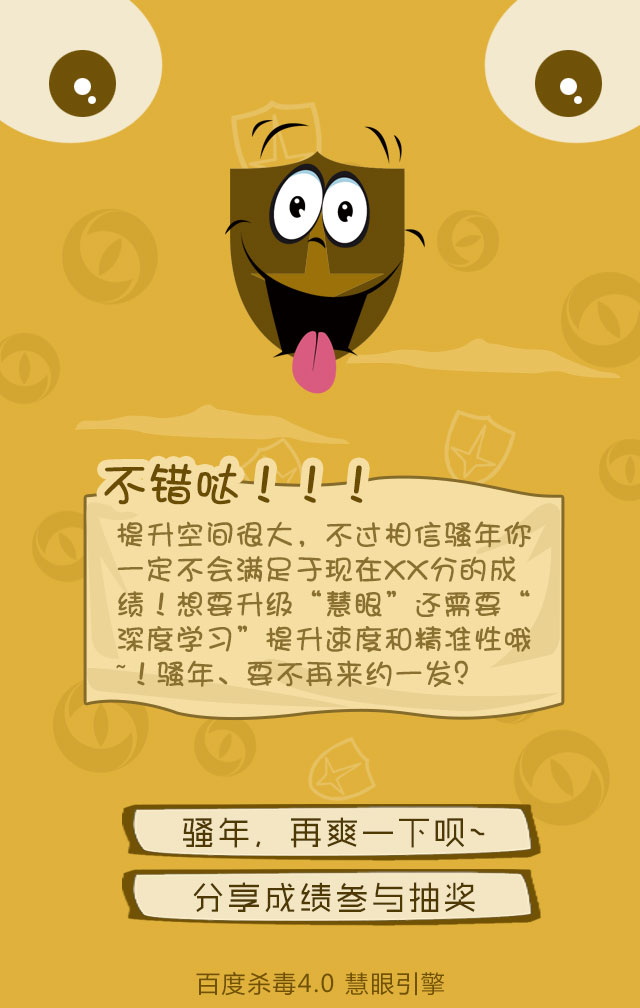 不错哒！！！
提升空间很大，不过相信骚年你
一定不会满足于现在XX分的成
绩！想要升级“慧眼”还需要“
深度学习”提升速度和精准性哦
~！骚年、要不再来约一发？
骚年，再爽一下呗~
分享成绩参与抽奖
百度杀毒4.0 慧眼引擎